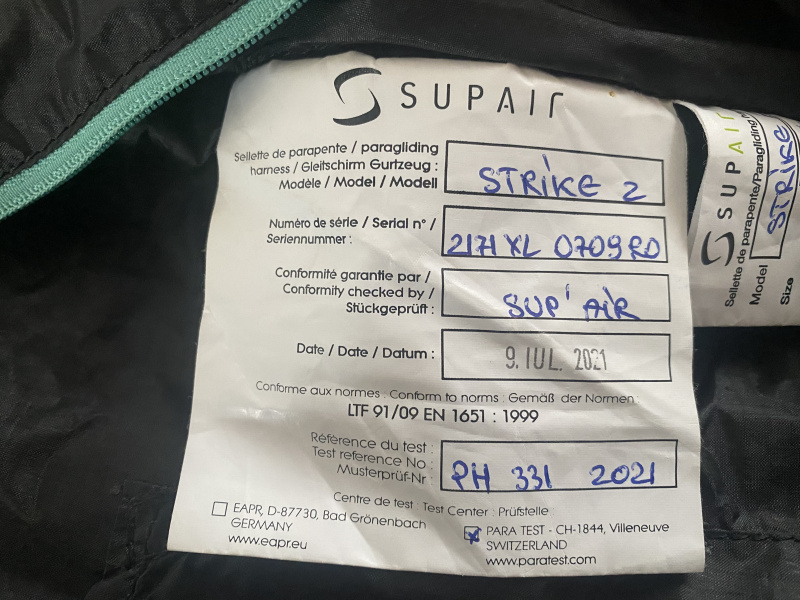 SUPAIR
Sellette de parapente / paragliding
harness / Gleitschirm Gurtzeug :
Modèle / Model / Modell
STRIKE 2
Numéro de série / Serial n° /
Seriennummer :
2171 XL 0709 RD
Conformité garantie par /
Conformity checked by /
Stückgeprüft :
SUP' AIR
Date / Date / Datum :
9. IUL. 2021
Conforme aux normes : Conform to norms : Gemäß der Normen :
LTF 91/09 EN 1651 : 1999
Référence du test :
Test reference No :
Musterprüf-Nr :
PH 331 2021
Centre de test Test Center : Prüfstelle
EAPR, D-87730, Bad Grönenbach
GERMANY
www.eapr.eu
PARA TEST - CH-1844, Villeneuve
SWITZERLAND
www.paratest.com
SUPAIR
Sellette de parapente/Paragliding
Model
STRIKE
Size